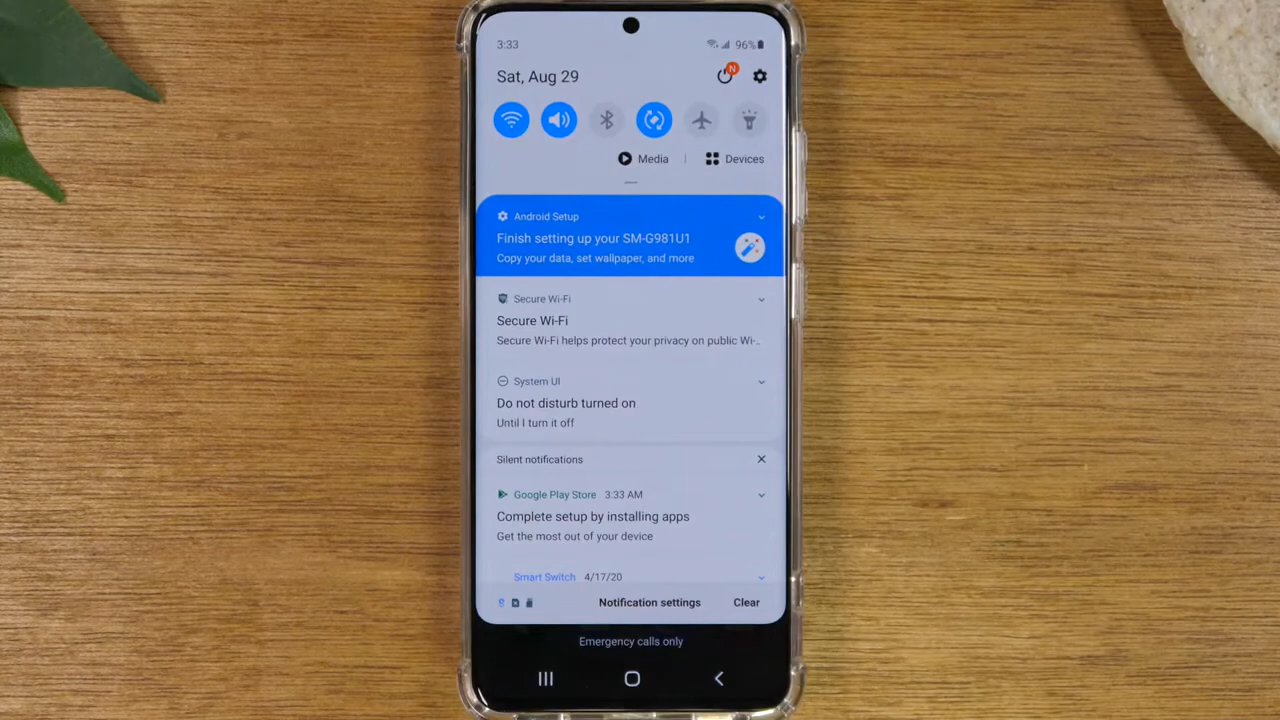 3:33
96%
Sat, Aug 29
N
Media
Devices
Android Setup
Finish setting up your SM-G981U1
Copy your data, set wallpaper, and more
Secure Wi-Fi
Secure Wi-Fi
Secure Wi-Fi helps protect your privacy on public Wi-..
System UI
Do not disturb turned on
Until I turn it off
Silent notifications
Google Play Store 3:33 AM
Complete setup by installing apps
Get the most out of your device
Smart Switch 4/17/20
Notification settings
Clear
Emergency calls only